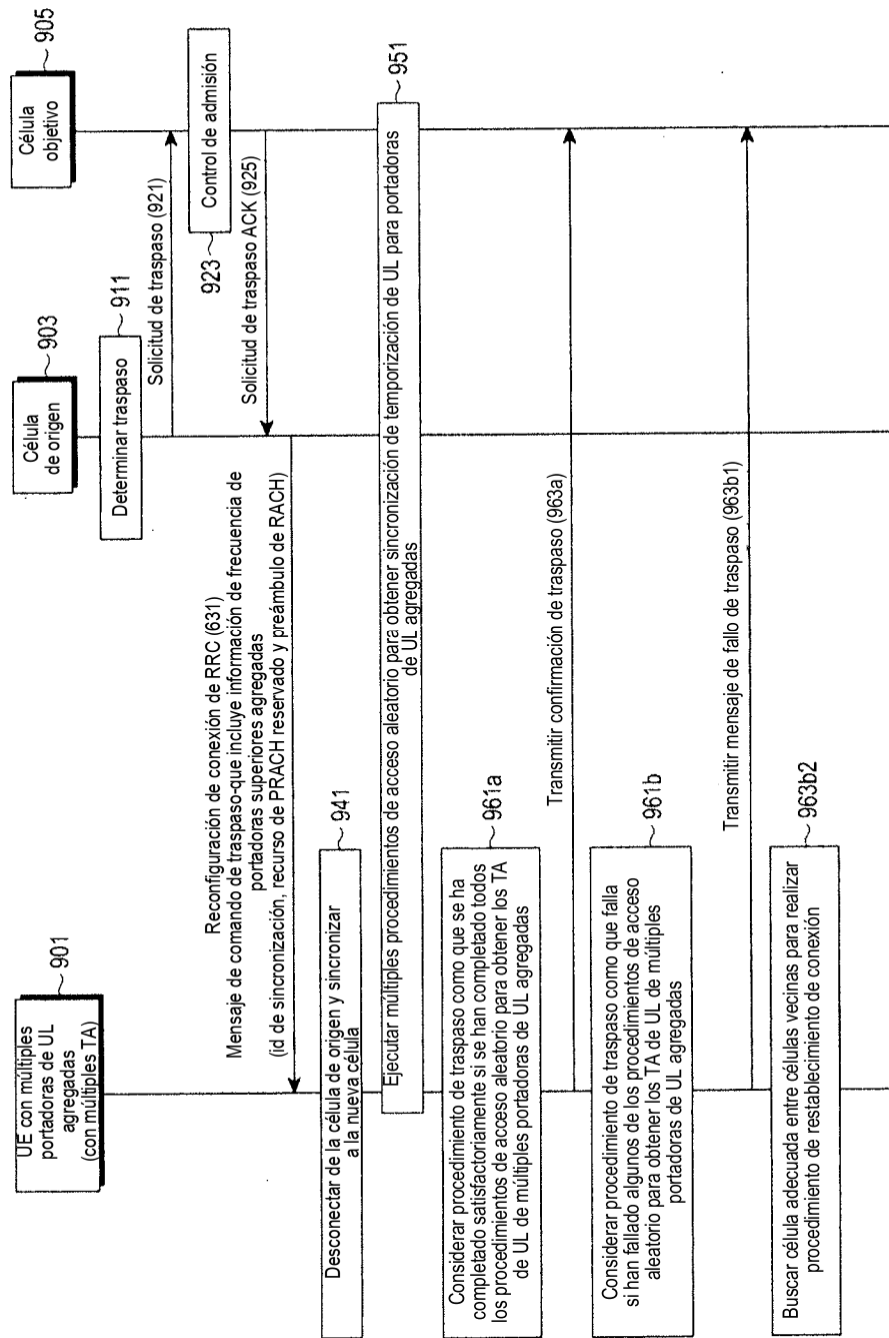 UE con múltiples
portadoras de UL
agregadas
(con múltiples TA)
901
Célula
de origen
903
Célula
objetivo
905
Determinar traspaso
911
Solicitud de traspaso (921)
923
Control de admisión
Solicitud de traspaso ACK (925)
Reconfiguración de conexión de RRC (631)
Mensaje de comando de traspaso-que incluye información de frecuencia de
portadoras superiores agregadas
(id de sincronización, recurso de PRACH reservado y preámbulo de RACH)
Desconectar de la célula de origen y sincronizar
a la nueva célula
941
Ejecutar múltiples procedimientos de acceso aleatorio para obtener sincronización de temporización de UL para portadoras
de UL agregadas
951
Considerar procedimiento de traspaso como que se ha
completado satisfactoriamente si se han completado todos
los procedimientos de acceso aleatorio para obtener los TA
de UL de múltiples portadoras de UL agregadas
961a
Transmitir confirmación de traspaso (963a)
Considerar procedimiento de traspaso como que falla
si han fallado algunos de los procedimientos de acceso
aleatorio para obtener los TA de UL de múltiples
portadoras de UL agregadas
961b
Transmitir mensaje de fallo de traspaso (963b1)
Buscar célula adecuada entre células vecinas para realizar
procedimiento de restablecimiento de conexión
963b2